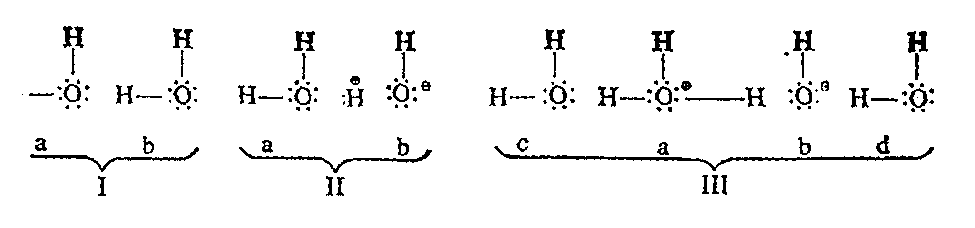 H H H H H H H H
—O H—O H—O H⊕ O⊖ H—O H—O⊕—H O⊖ H—O
a b a b c a b d
I II III